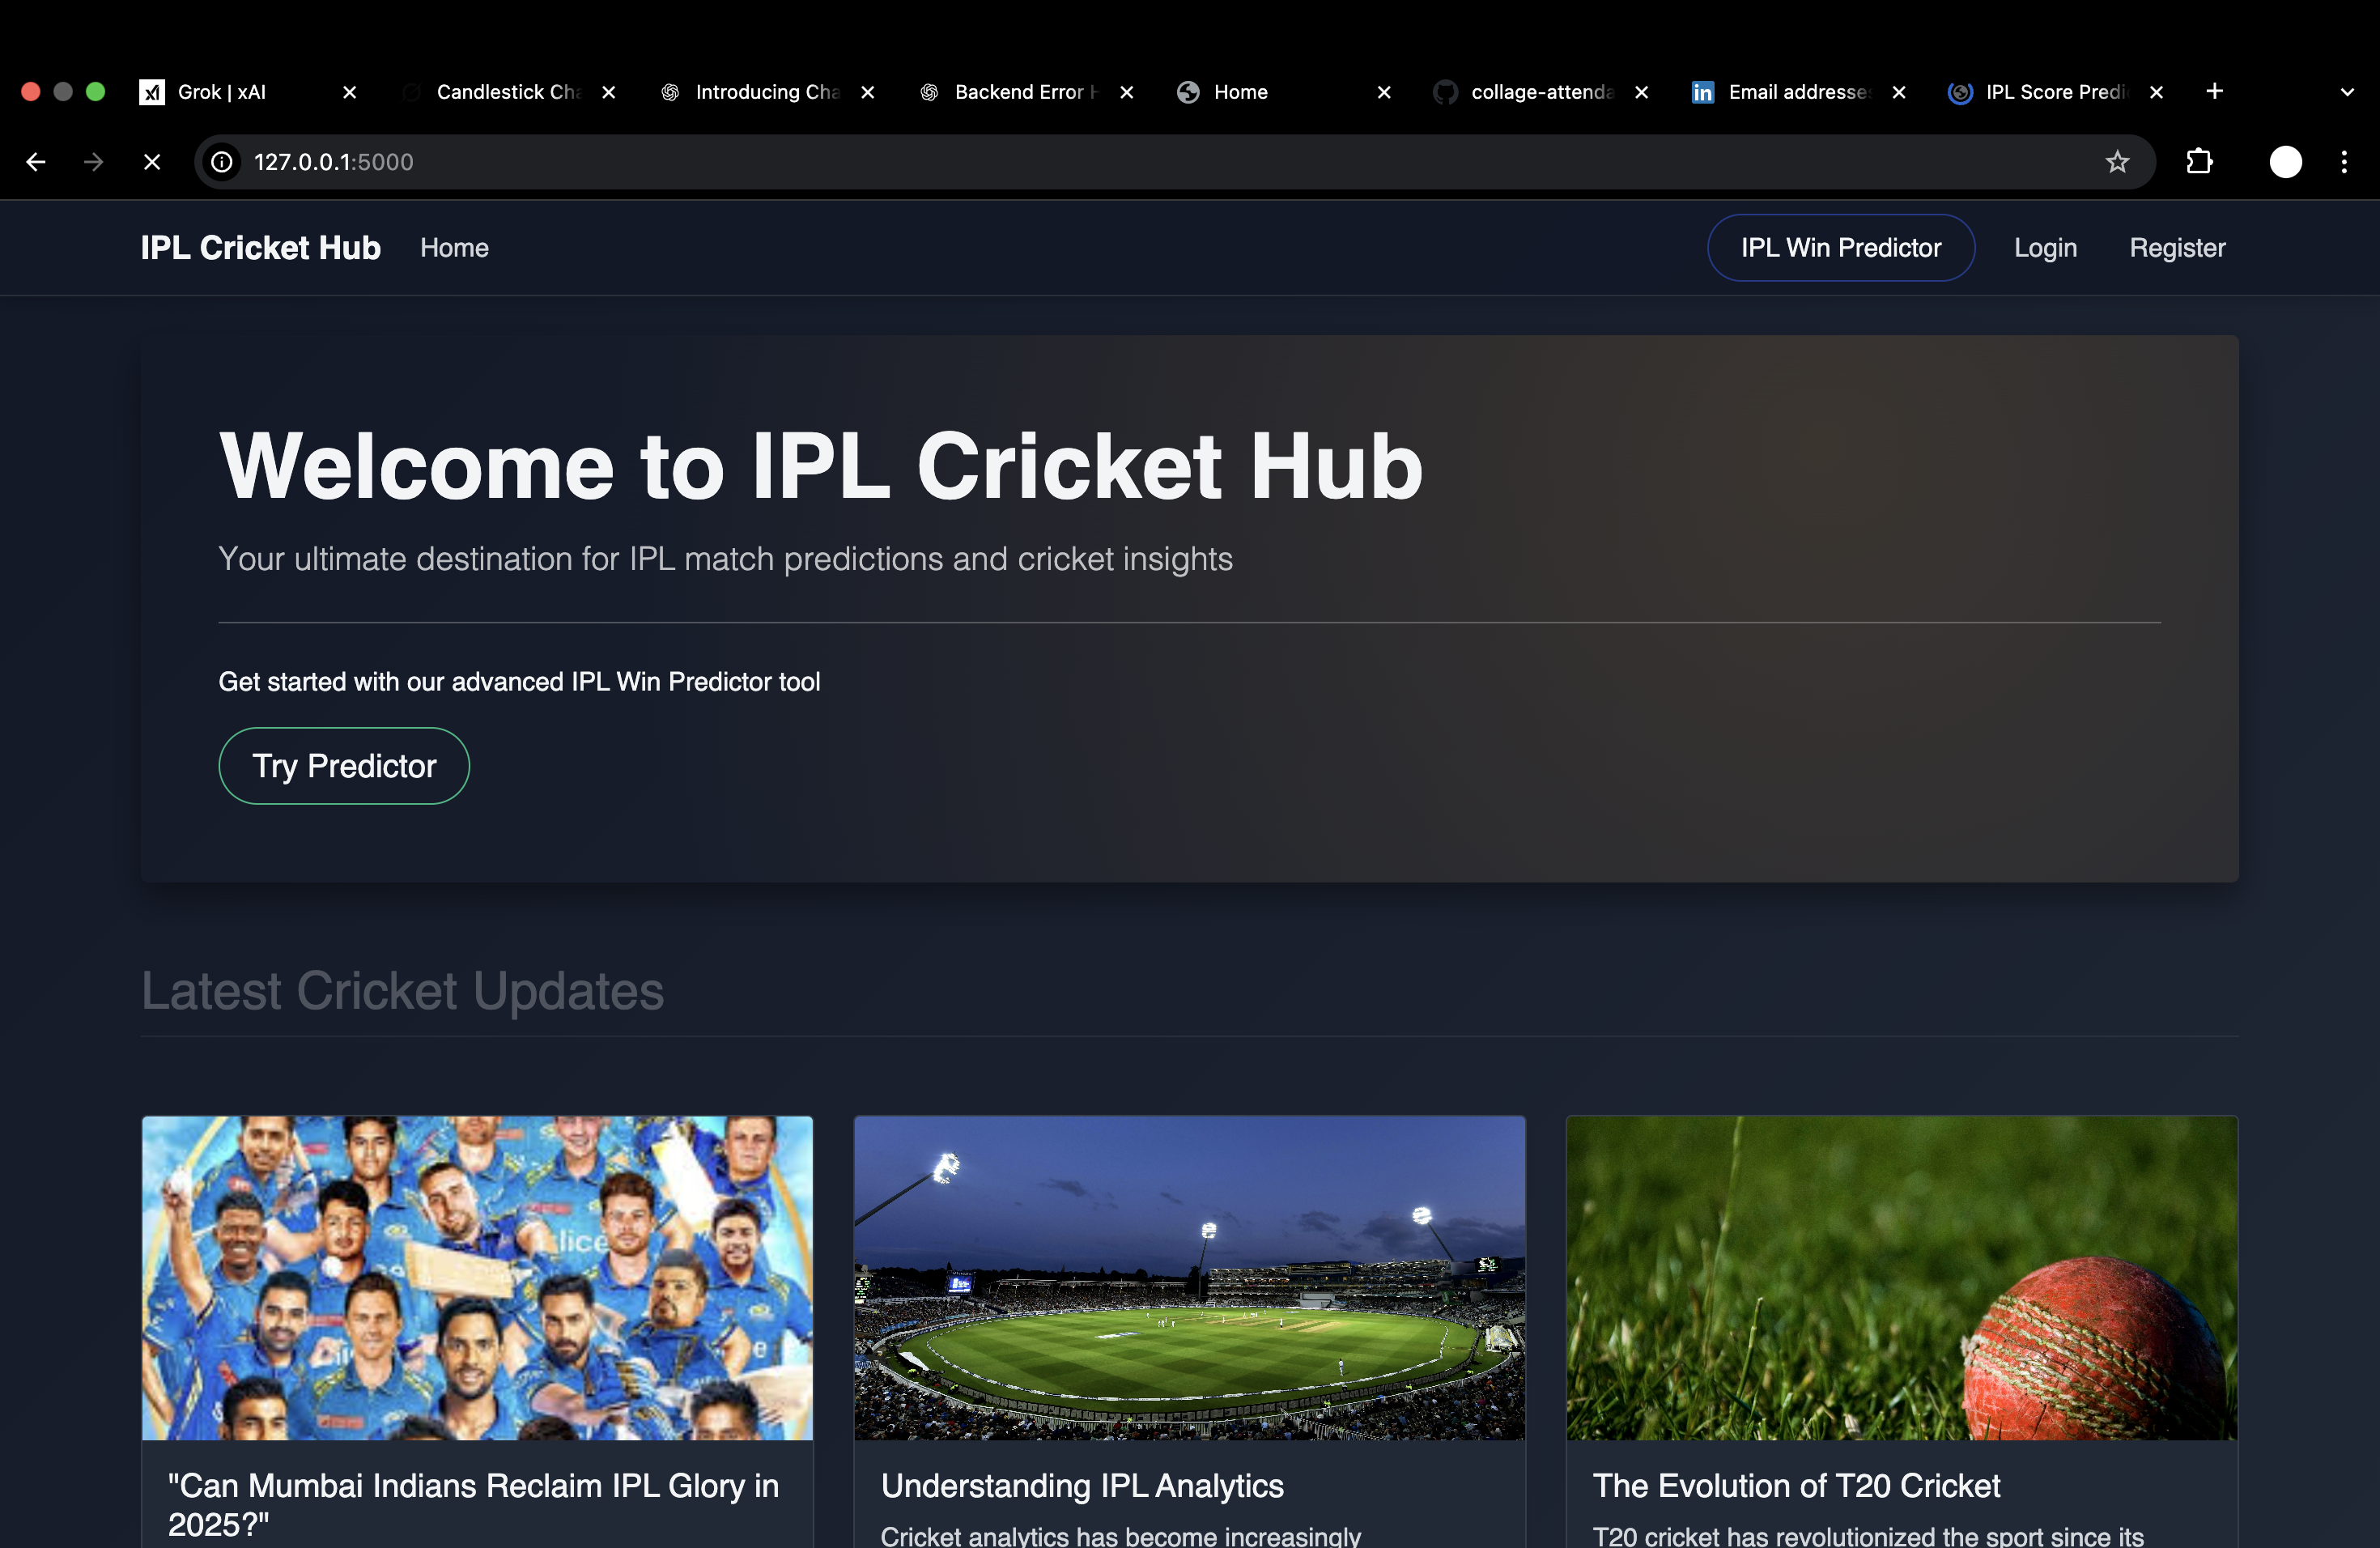 Grok | xAI
Candlestick Cha
Introducing Cha
Backend Error H
Home
collage-attenda
Email addresses
IPL Score Predi
127.0.0.1:5000
IPL Cricket Hub
Home
IPL Win Predictor
Login
Register
Welcome to IPL Cricket Hub
Your ultimate destination for IPL match predictions and cricket insights
Get started with our advanced IPL Win Predictor tool
Try Predictor
Latest Cricket Updates
slice
"Can Mumbai Indians Reclaim IPL Glory in
2025?"
Understanding IPL Analytics
Cricket analytics has become increasingly
The Evolution of T20 Cricket
T20 cricket has revolutionized the sport since its